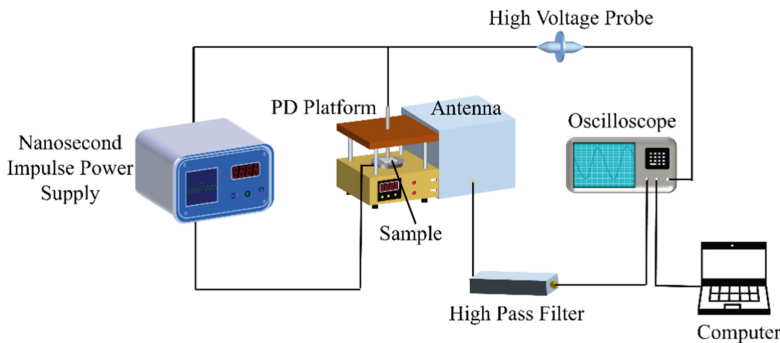 High Voltage Probe
PD Platform
Antenna
Oscilloscope
Nanosecond
Impulse Power
Supply
Sample
High Pass Filter
Computer